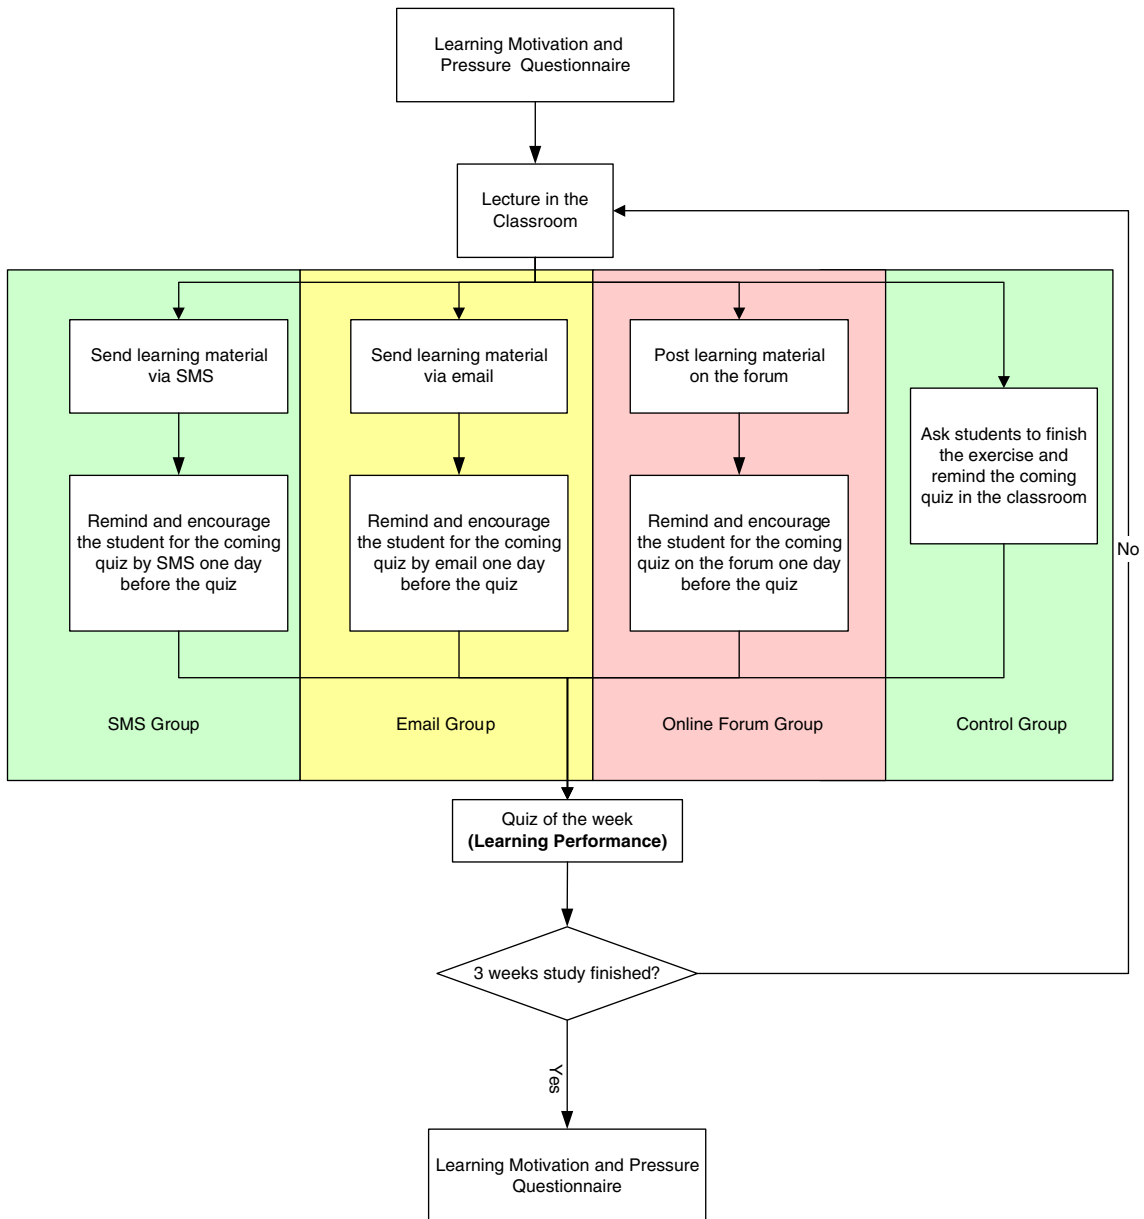 Learning Motivation and
Pressure Questionnaire
Lecture in the
Classroom
Send learning material
via SMS
Send learning material
via email
Post learning material
on the forum
Ask students to finish
the exercise and
remind the coming
quiz in the classroom
Remind and encourage
the student for the coming
quiz by SMS one day
before the quiz
Remind and encourage
the student for the coming
quiz by email one day
before the quiz
Remind and encourage
the student for the coming
quiz on the forum one day
before the quiz
No
SMS Group
Email Group
Online Forum Group
Control Group
Quiz of the week
(Learning Performance)
3 weeks study finished?
Yes
Learning Motivation and Pressure
Questionnaire